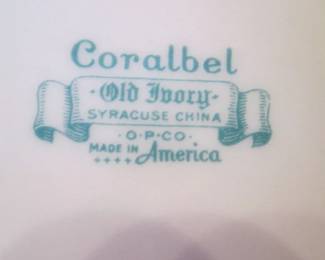 Coralbel
·Old Ivory·
SYRACUSE CHINA
·O·P·CO·
MADE IN America
++++